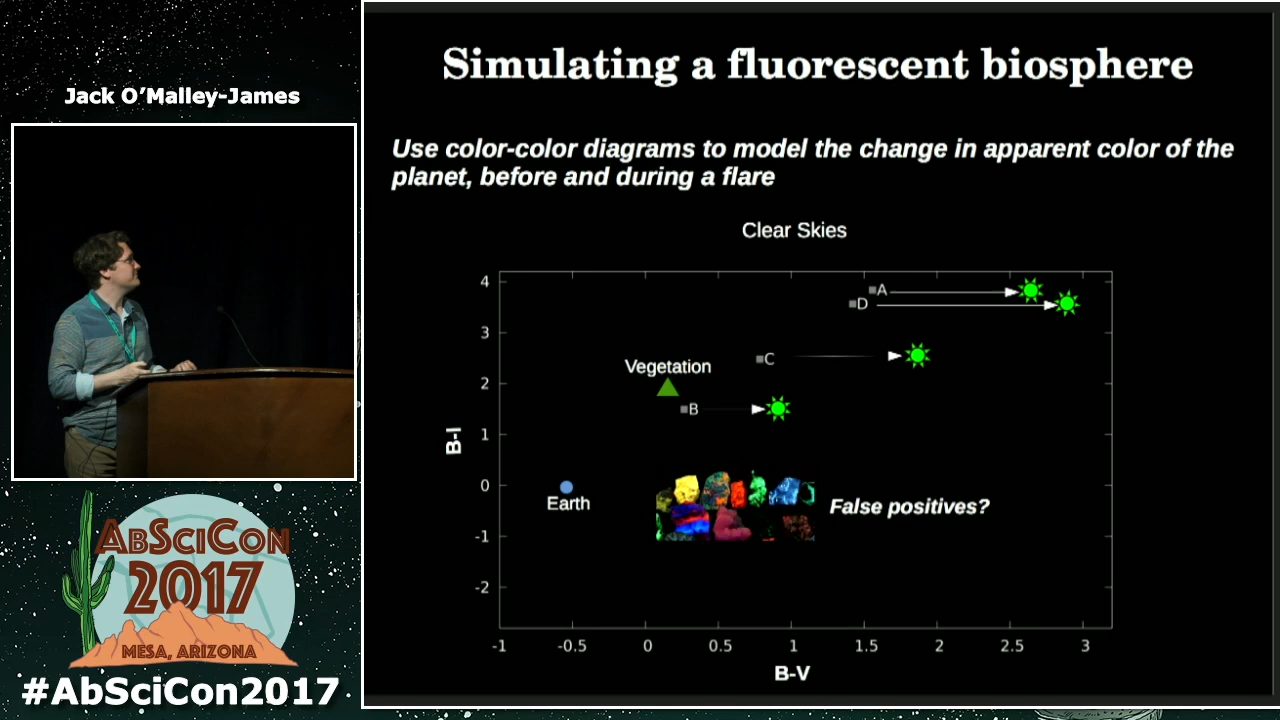 Jack O'Malley-James
ABSCICON
2017
MESA, ARIZONA
#AbSciCon2017
Simulating a fluorescent biosphere
Use color-color diagrams to model the change in apparent color of the
planet, before and during a flare
Clear Skies
4
3
2
1
0
-1
-2
B-I
A
D
C
Vegetation
B
Earth
False positives?
-1
-0.5
0
0.5
1
1.5
2
2.5
3
B-V